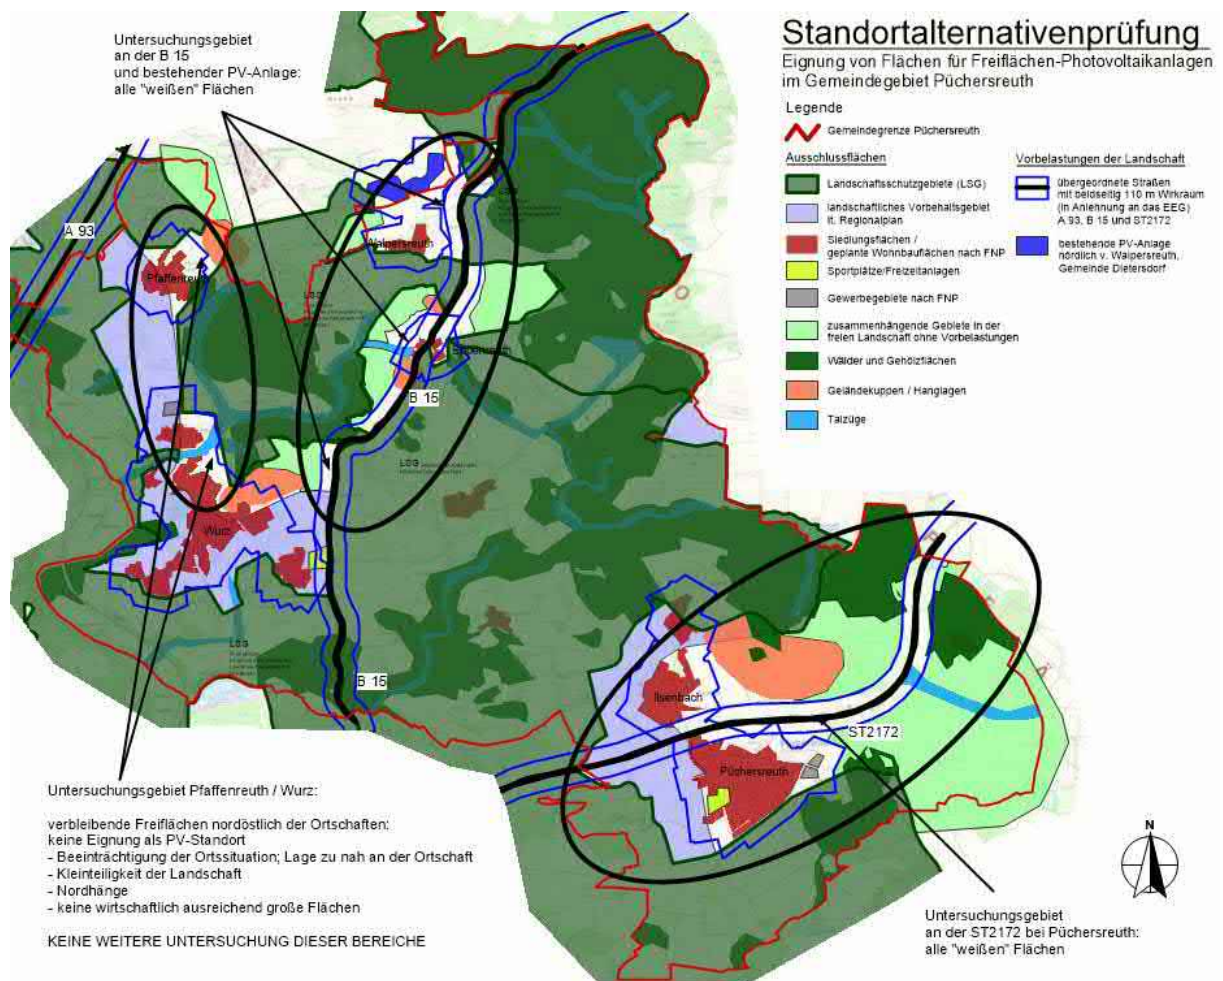 Standortalternativenprüfung
Eignung von Flächen für Freiflächen-Photovoltaikanlagen
im Gemeindegebiet Püchersreuth
Legende
Gemeindegrenze Püchersreuth
Ausschlussflächen
Landschaftsschutzgebiete (LSG)
landschaftliches Vorbehaltsgebiet
lt. Regionalplan
Siedlungsflächen /
geplante Wohnbauflächen nach FNP
Sportplätze/Freizeitanlagen
Gewerbegebiete nach FNP
zusammenhängende Gebiete in der
freien Landschaft ohne Vorbelastungen
Wälder und Gehölzflächen
Geländekuppen / Hanglagen
Talzüge
Vorbelastungen der Landschaft
übergeordnete Straßen
mit beidseitig 110 m Wirkraum
(in Anlehnung an das EEG)
A 93, B 15 und ST2172
bestehende PV-Anlage
nördlich v. Walpersreuth,
Gemeinde Dietersdorf
Untersuchungsgebiet
an der B 15
und bestehender PV-Anlage:
alle "weißen" Flächen
A 93
Pfaffenreuth
Walpersreuth
LSG
LSG
B 15
LSG
Wurz
LSG
B 15
Ilsenbach
ST2172
Püchersreuth
Untersuchungsgebiet Pfaffenreuth / Wurz:
verbleibende Freiflächen nordöstlich der Ortschaften:
keine Eignung als PV-Standort
- Beeinträchtigung der Ortssituation; Lage zu nah an der Ortschaft
- Kleinteiligkeit der Landschaft
- Nordhänge
- keine wirtschaftlich ausreichend große Flächen
KEINE WEITERE UNTERSUCHUNG DIESER BEREICHE
N
Untersuchungsgebiet
an der ST2172 bei Püchersreuth:
alle "weißen" Flächen